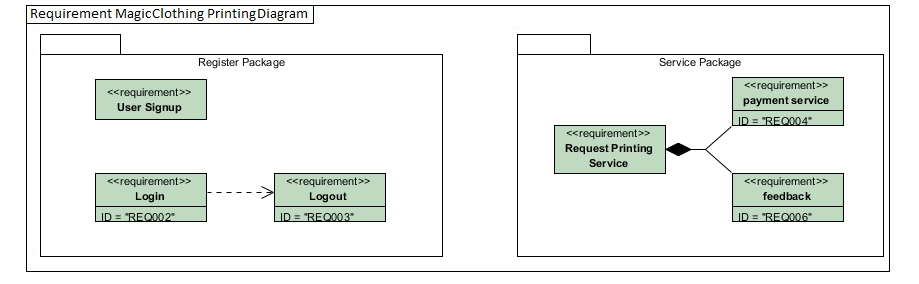 Requirement MagicClothing PrintingDiagram
Register Package
<<requirement>>
User Signup
<<requirement>>
Login
ID = "REQ002"
<<requirement>>
Logout
ID = "REQ003"
Service Package
<<requirement>>
Request Printing
Service
<<requirement>>
payment service
ID = "REQ004"
<<requirement>>
feedback
ID = "REQ006"